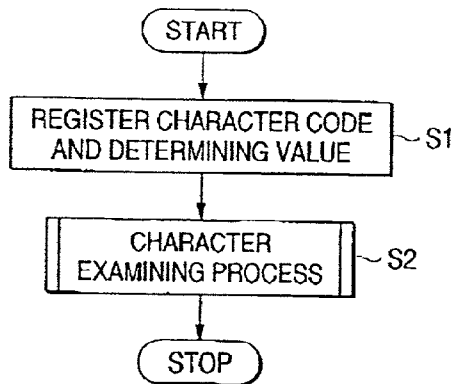 START
REGISTER CHARACTER CODE
AND DETERMINING VALUE
S1
CHARACTER
EXAMINING PROCESS
S2
STOP